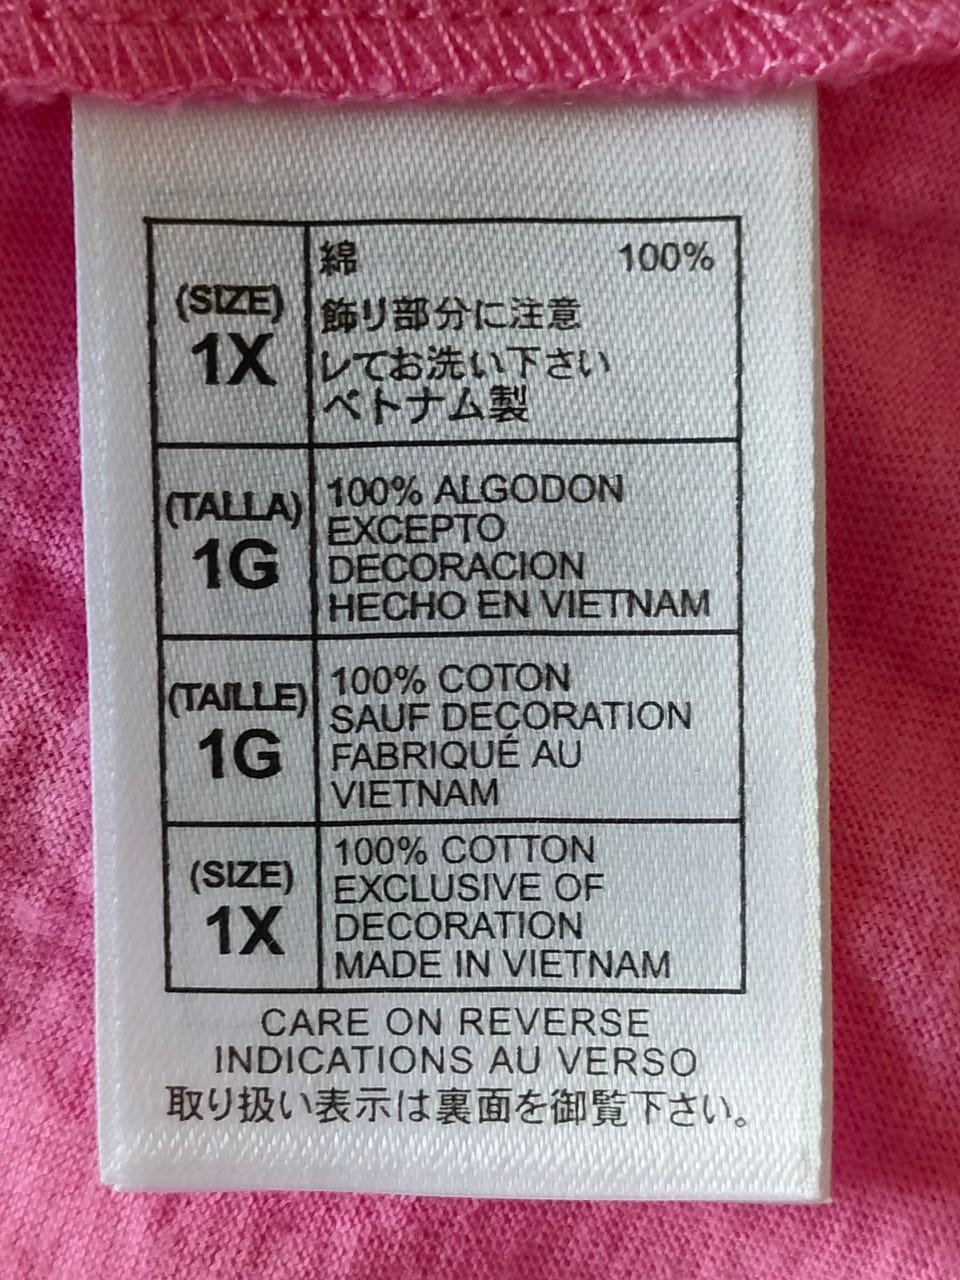 (SIZE)
1X
綿 100%
飾リ部分に注意
レてお洗い下さい
ベトナム製
(TALLA)
1G
100% ALGODON
EXCEPTO
DECORACION
HECHO EN VIETNAM
(TAILLE)
1G
100% COTON
SAUF DECORATION
FABRIQUÉ AU
VIETNAM
(SIZE)
1X
100% COTTON
EXCLUSIVE OF
DECORATION
MADE IN VIETNAM
CARE ON REVERSE
INDICATIONS AU VERSO
取り扱い表示は裏面を御覧下さい。